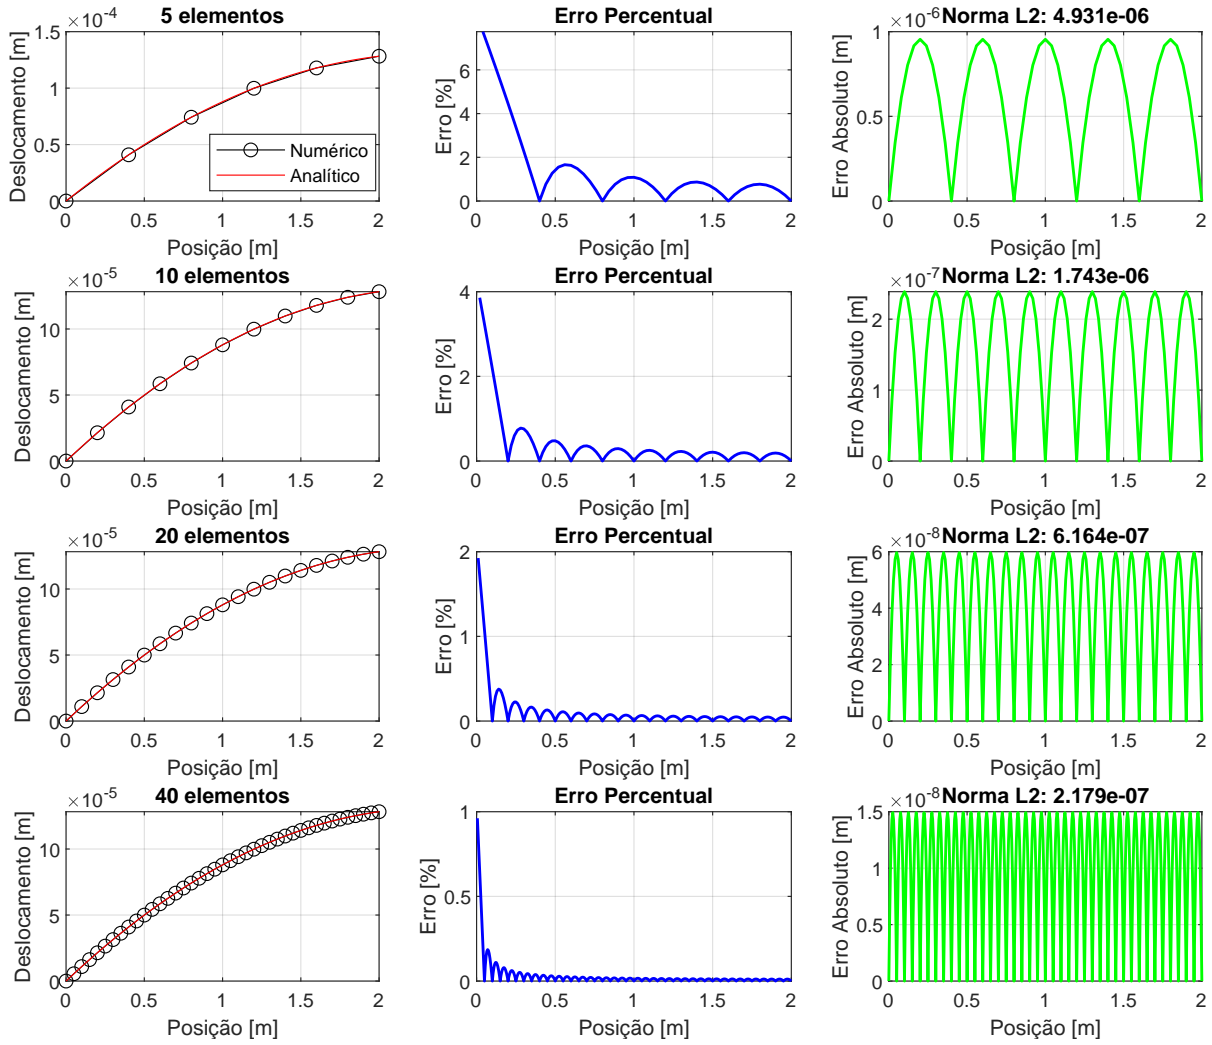 5 elementos
×10^-4
Deslocamento [m]
1.5
1
0.5
0
0 0.5 1 1.5 2
Posição [m]
Numérico
Analítico
Erro Percentual
Erro [%]
6
4
2
0
0 0.5 1 1.5 2
Posição [m]
Norma L2: 4.931e-06
×10^-6
Erro Absoluto [m]
1
0.5
0
0 0.5 1 1.5 2
Posição [m]
10 elementos
×10^-5
Deslocamento [m]
10
5
0
0 0.5 1 1.5 2
Posição [m]
Erro Percentual
Erro [%]
4
2
0
0 0.5 1 1.5 2
Posição [m]
Norma L2: 1.743e-06
×10^-7
Erro Absoluto [m]
2
1
0
0 0.5 1 1.5 2
Posição [m]
20 elementos
×10^-5
Deslocamento [m]
10
5
0
0 0.5 1 1.5 2
Posição [m]
Erro Percentual
Erro [%]
2
1
0
0 0.5 1 1.5 2
Posição [m]
Norma L2: 6.164e-07
×10^-8
Erro Absoluto [m]
6
4
2
0
0 0.5 1 1.5 2
Posição [m]
40 elementos
×10^-5
Deslocamento [m]
10
5
0
0 0.5 1 1.5 2
Posição [m]
Erro Percentual
Erro [%]
1
0.5
0
0 0.5 1 1.5 2
Posição [m]
Norma L2: 2.179e-07
×10^-8
Erro Absoluto [m]
1.5
1
0.5
0
0 0.5 1 1.5 2
Posição [m]